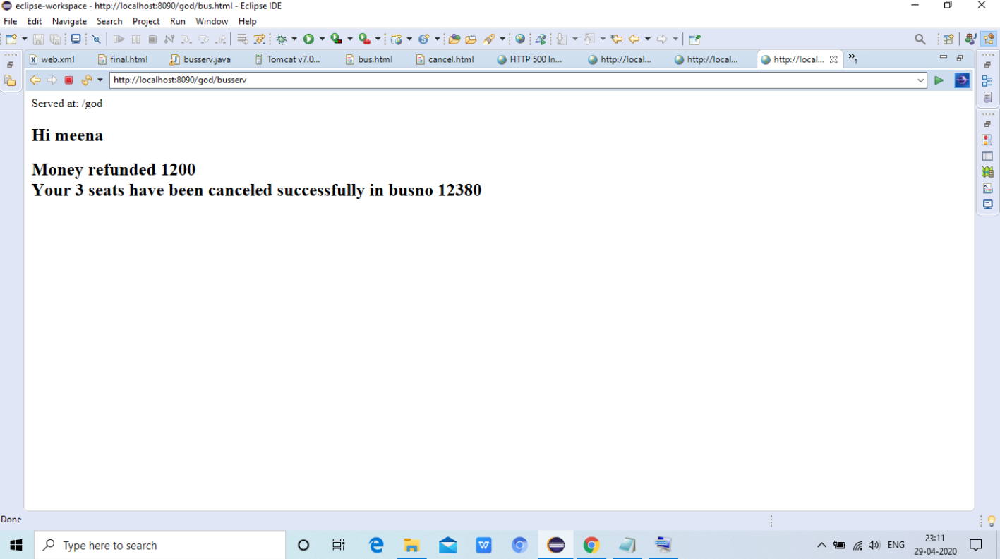 eclipse-workspace - http://localhost:8090/god/bus.html - Eclipse IDE
File Edit Navigate Search Project Run Window Help
web.xml final.html busserv.java Tomcat v7.0... bus.html cancel.html HTTP 500 In... http://local... http://local... http://local... 1
http://localhost:8090/god/busserv
Served at: /god
Hi meena
Money refunded 1200
Your 3 seats have been canceled successfully in busno 12380
Done
Type here to search
ENG
23:11
29-04-2020